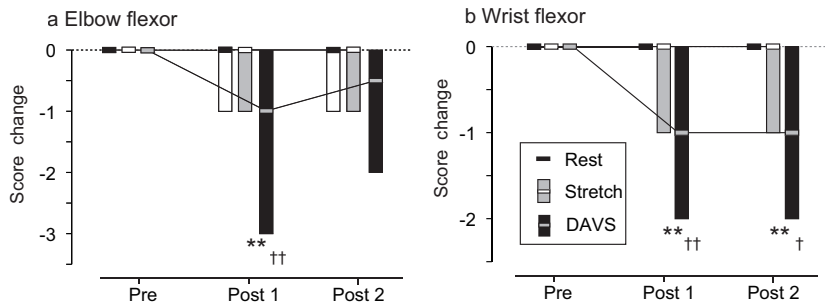 a Elbow flexor
Score change
0
-1
-2
-3
**
††
Pre
Post 1
Post 2
b Wrist flexor
Score change
0
-1
-2
Rest
Stretch
DAVS
**
††
**
†
Pre
Post 1
Post 2